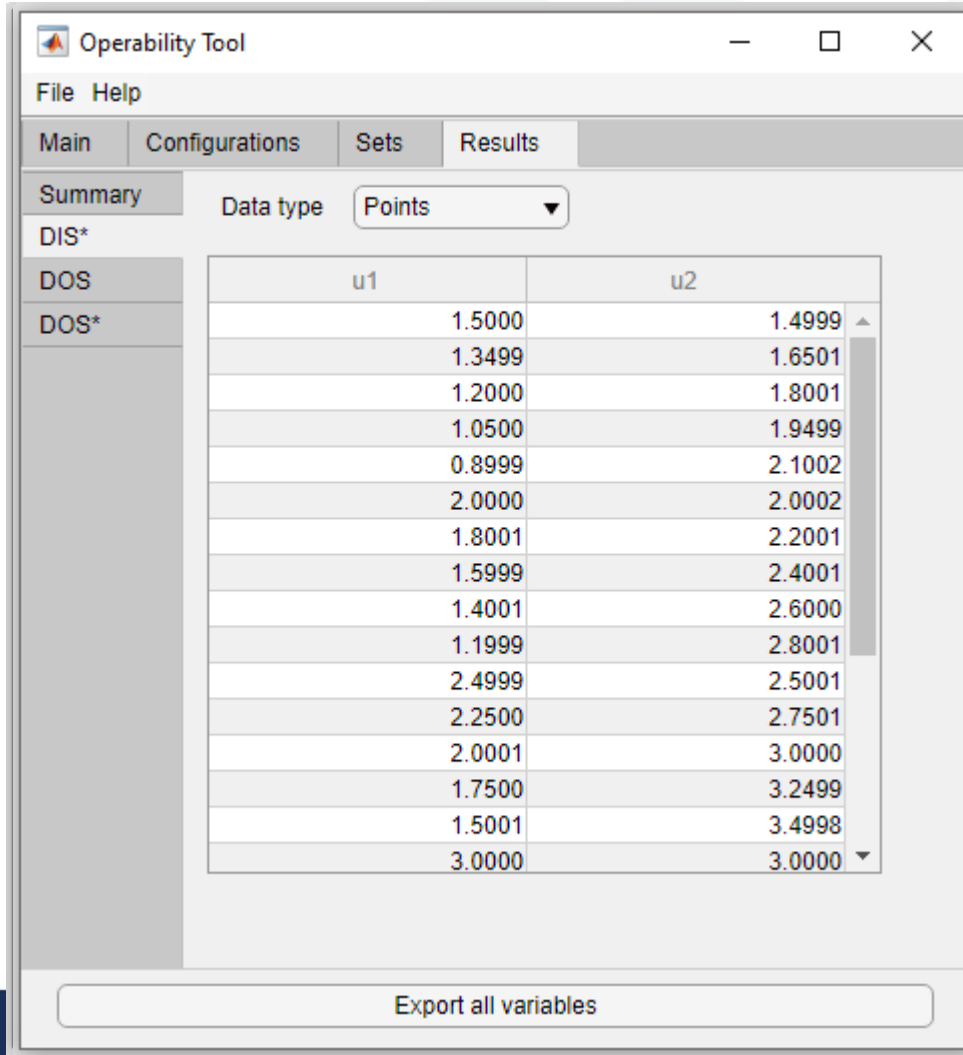 Operability Tool
File Help
Main Configurations Sets Results
Summary
DIS*
DOS
DOS*
Data type Points
u1 u2
1.5000 1.4999
1.3499 1.6501
1.2000 1.8001
1.0500 1.9499
0.8999 2.1002
2.0000 2.0002
1.8001 2.2001
1.5999 2.4001
1.4001 2.6000
1.1999 2.8001
2.4999 2.5001
2.2500 2.7501
2.0001 3.0000
1.7500 3.2499
1.5001 3.4998
3.0000 3.0000
Export all variables